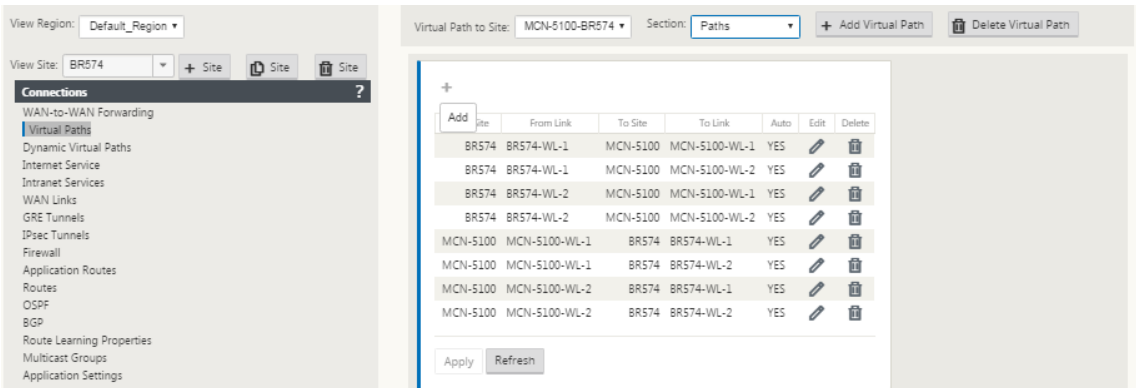 View Region: Default_Region
View Site: BR574 + Site Site Site
Connections ?
WAN-to-WAN Forwarding
Virtual Paths
Dynamic Virtual Paths
Internet Service
Intranet Services
WAN Links
GRE Tunnels
IPsec Tunnels
Firewall
Application Routes
Routes
OSPF
BGP
Route Learning Properties
Multicast Groups
Application Settings
Virtual Path to Site: MCN-5100-BR574 Section: Paths + Add Virtual Path Delete Virtual Path
+
Add
ite From Link To Site To Link Auto Edit Delete
BR574 BR574-WL-1 MCN-5100 MCN-5100-WL-1 YES
BR574 BR574-WL-1 MCN-5100 MCN-5100-WL-2 YES
BR574 BR574-WL-2 MCN-5100 MCN-5100-WL-1 YES
BR574 BR574-WL-2 MCN-5100 MCN-5100-WL-2 YES
MCN-5100 MCN-5100-WL-1 BR574 BR574-WL-1 YES
MCN-5100 MCN-5100-WL-1 BR574 BR574-WL-2 YES
MCN-5100 MCN-5100-WL-2 BR574 BR574-WL-1 YES
MCN-5100 MCN-5100-WL-2 BR574 BR574-WL-2 YES
Apply Refresh